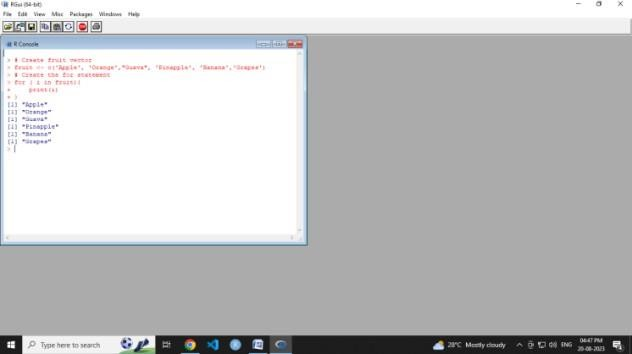 RGui (64-bit)
File Edit View Misc Packages Windows Help
R Console
> # Create fruit vector
> fruit <- c('Apple', 'Orange',"Guava", 'Pinapple', 'Banana','Grapes')
> # Create the for statement
> for ( i in fruit){
+ print(i)
+ }
[1] "Apple"
[1] "Orange"
[1] "Guava"
[1] "Pinapple"
[1] "Banana"
[1] "Grapes"
>
Type here to search
28°C Mostly cloudy
ENG
04:47 PM
20-08-2023